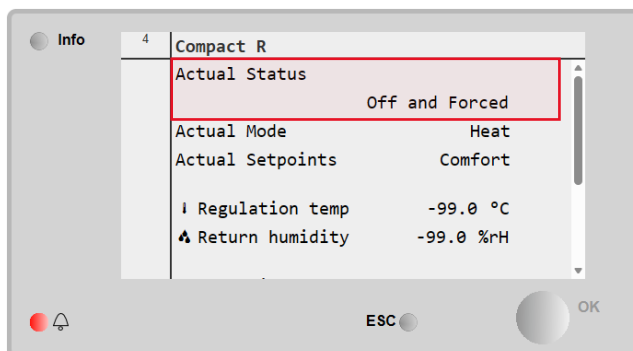 Info
4
Compact R
Actual Status
Off and Forced
Actual Mode Heat
Actual Setpoints Comfort
Regulation temp -99.0 °C
Return humidity -99.0 %rH
ESC
OK